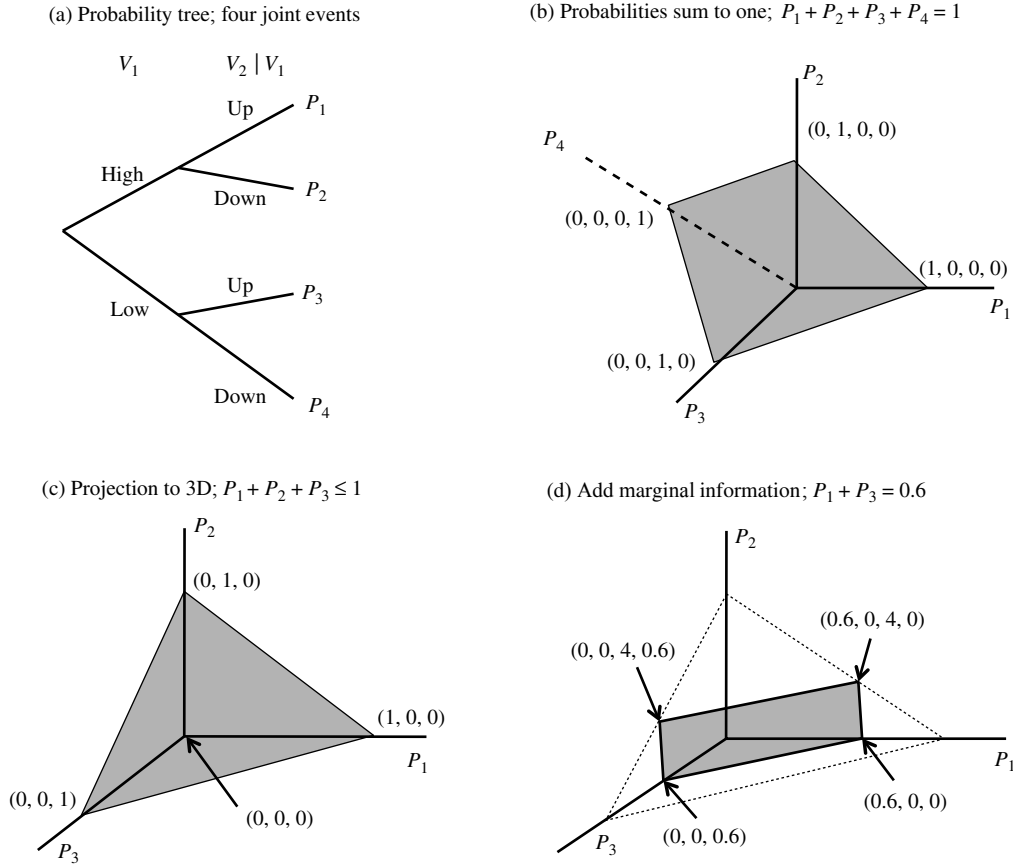 (a) Probability tree; four joint events
V1
V2 | V1
Up
P1
High
Down
P2
Up
Low
P3
Down
P4
(b) Probabilities sum to one; P1 + P2 + P3 + P4 = 1
P2
(0, 1, 0, 0)
P4
(0, 0, 0, 1)
(1, 0, 0, 0)
P1
(0, 0, 1, 0)
P3
(c) Projection to 3D; P1 + P2 + P3 ≤ 1
P2
(0, 1, 0)
(1, 0, 0)
P1
(0, 0, 1)
(0, 0, 0)
P3
(d) Add marginal information; P1 + P3 = 0.6
P2
(0.6, 0, 4, 0)
(0, 0, 4, 0.6)
P1
(0.6, 0, 0)
(0, 0, 0.6)
P3